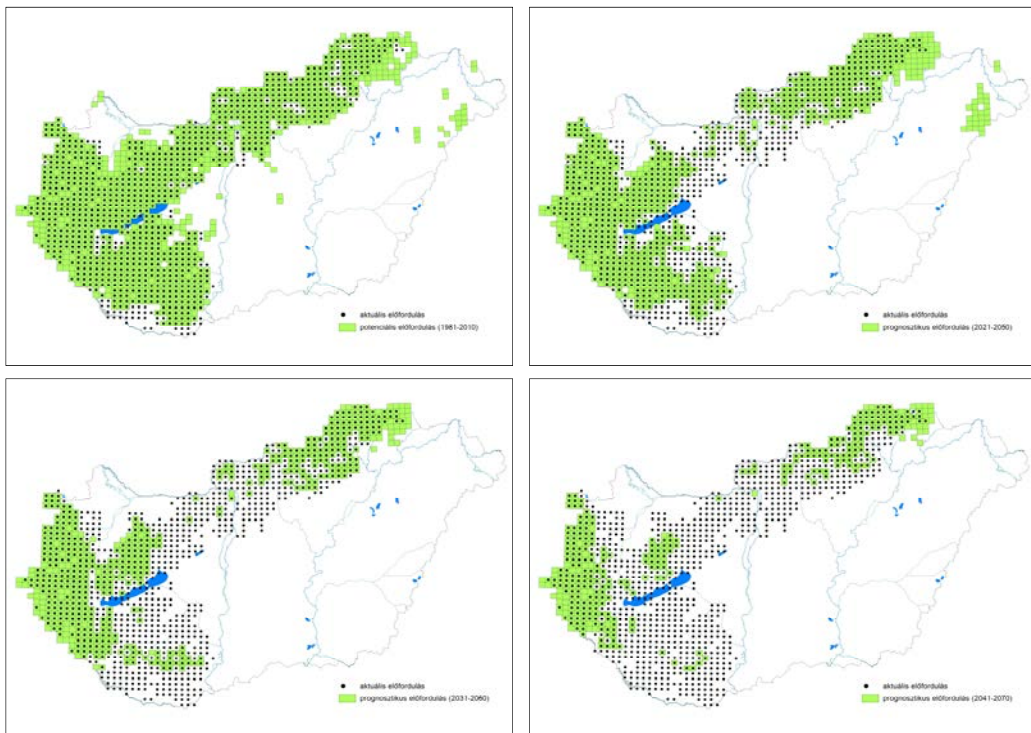 aktuális előfordulás
potenciális előfordulás (1981-2010)
aktuális előfordulás
prognosztikus előfordulás (2021-2050)
aktuális előfordulás
prognosztikus előfordulás (2031-2060)
aktuális előfordulás
prognosztikus előfordulás (2041-2070)